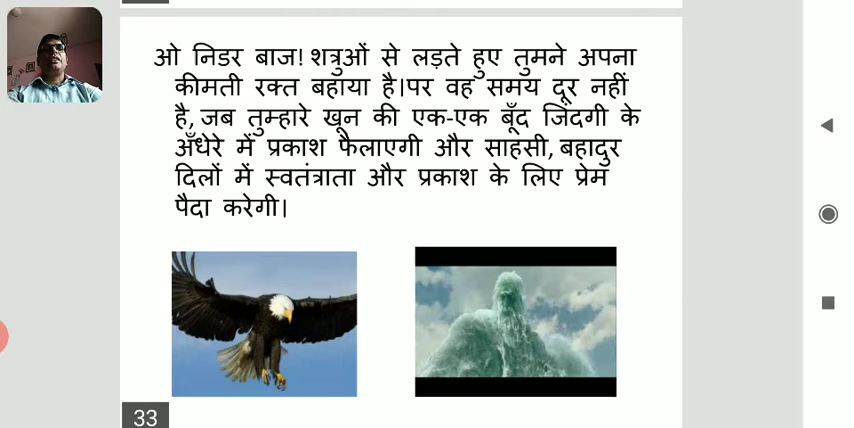 ओ निडर बाज! शत्रुओं से लड़ते हुए तुमने अपना
कीमती रक्त बहाया है।पर वह समय दूर नहीं
है, जब तुम्हारे खून की एक-एक बूँद जिंदगी के
अँधेरे में प्रकाश फैलाएगी और साहसी, बहादुर
दिलों में स्वतंत्राता और प्रकाश के लिए प्रेम
पैदा करेगी।
33